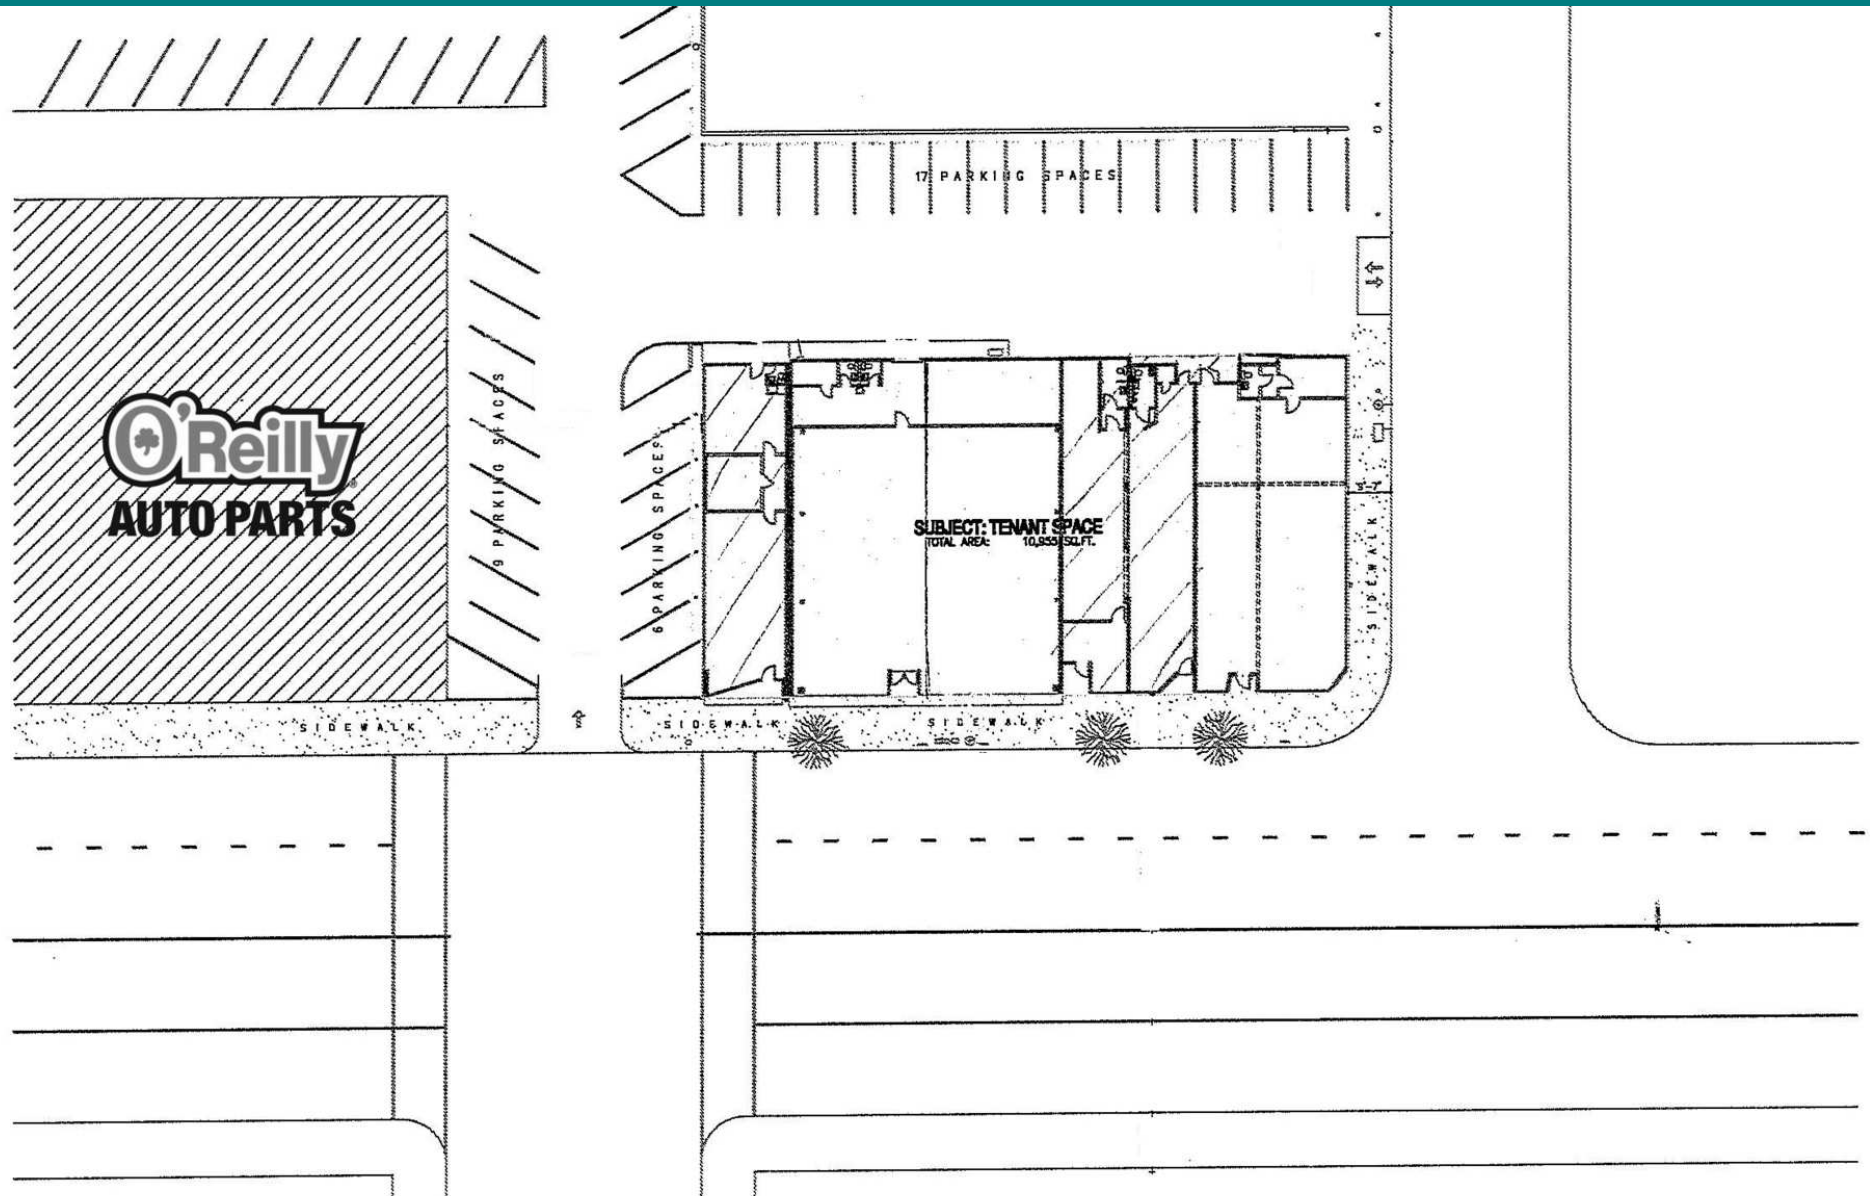 17 PARKING SPACES
O'Reilly
AUTO PARTS
9 PARKING SPACES
6 PARKING SPACES
SUBJECT: TENANT SPACE
TOTAL AREA: 10,955 SQ.FT.
SIDEWALK
SIDEWALK
SIDEWALK
SIDEWALK